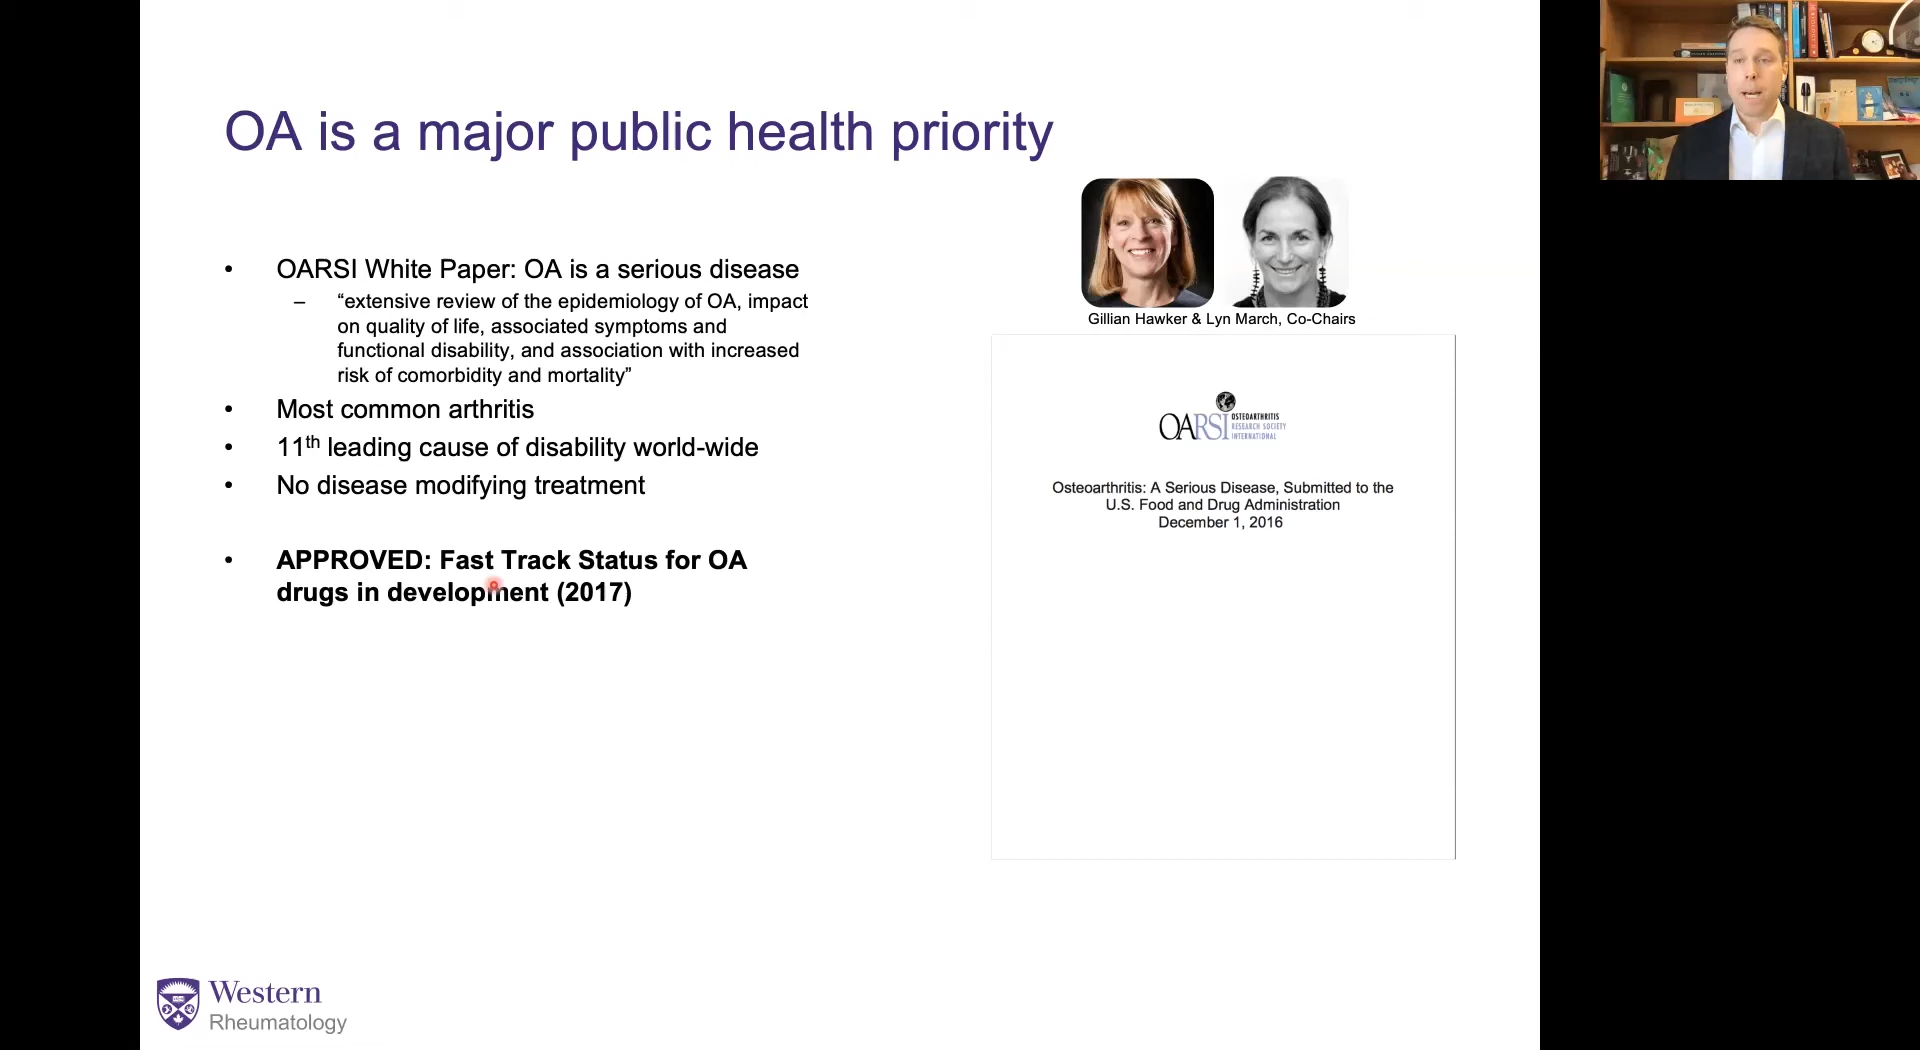 OA is a major public health priority
• OARSI White Paper: OA is a serious disease
– “extensive review of the epidemiology of OA, impact
on quality of life, associated symptoms and
functional disability, and association with increased
risk of comorbidity and mortality”
• Most common arthritis
• 11th leading cause of disability world-wide
• No disease modifying treatment
• APPROVED: Fast Track Status for OA
drugs in development (2017)
Gillian Hawker & Lyn March, Co-Chairs
OARSI
OSTEOARTHRITIS
RESEARCH SOCIETY
INTERNATIONAL
Osteoarthritis: A Serious Disease, Submitted to the
U.S. Food and Drug Administration
December 1, 2016
Western
Rheumatology